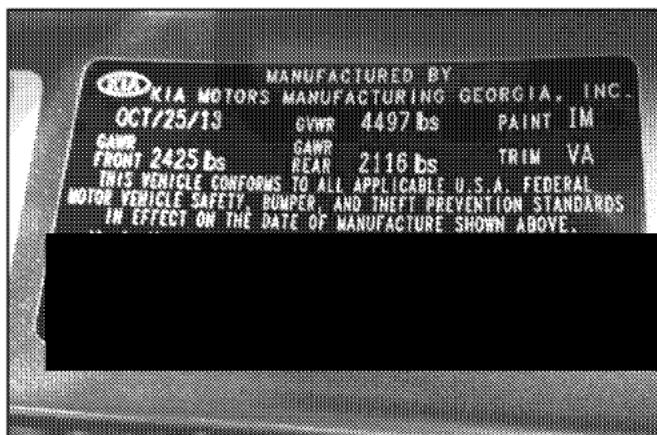 MANUFACTURED BY
KIA KIA MOTORS MANUFACTURING GEORGIA, INC.
OCT/25/13 GVWR 4497 lbs PAINT IM
GAWR FRONT 2425 lbs GAWR REAR 2116 lbs TRIM VA
THIS VEHICLE CONFORMS TO ALL APPLICABLE U.S.A. FEDERAL
MOTOR VEHICLE SAFETY, BUMPER, AND THEFT PREVENTION STANDARDS
IN EFFECT ON THE DATE OF MANUFACTURE SHOWN ABOVE.